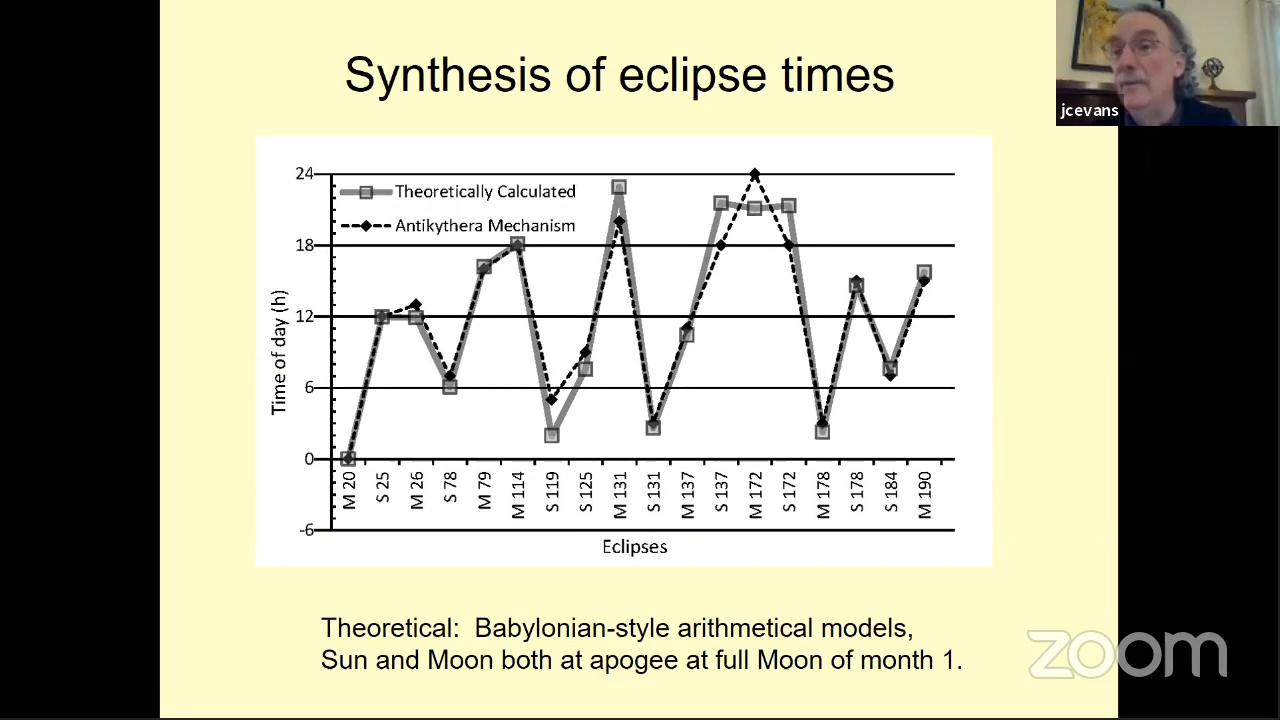 Synthesis of eclipse times
jcevans
24
18
12
6
0
-6
Time of day (h)
Theoretically Calculated
Antikythera Mechanism
M 20
S 25
M 26
S 78
M 79
M 114
S 119
S 125
M 131
S 131
M 137
S 137
M 172
S 172
M 178
S 178
S 184
M 190
Eclipses
Theoretical: Babylonian-style arithmetical models,
Sun and Moon both at apogee at full Moon of month 1.
zoom